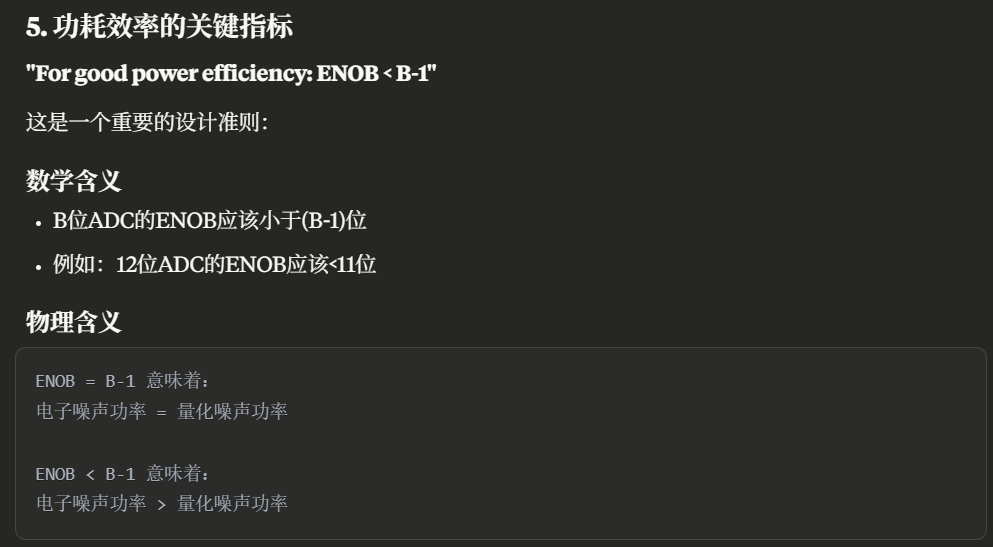 5. 功耗效率的关键指标
"For good power efficiency: ENOB < B-1"
这是一个重要的设计准则：
数学含义
• B位ADC的ENOB应该小于(B-1)位
• 例如：12位ADC的ENOB应该<11位
物理含义
ENOB = B-1 意味着：
电子噪声功率 = 量化噪声功率
ENOB < B-1 意味着：
电子噪声功率 > 量化噪声功率